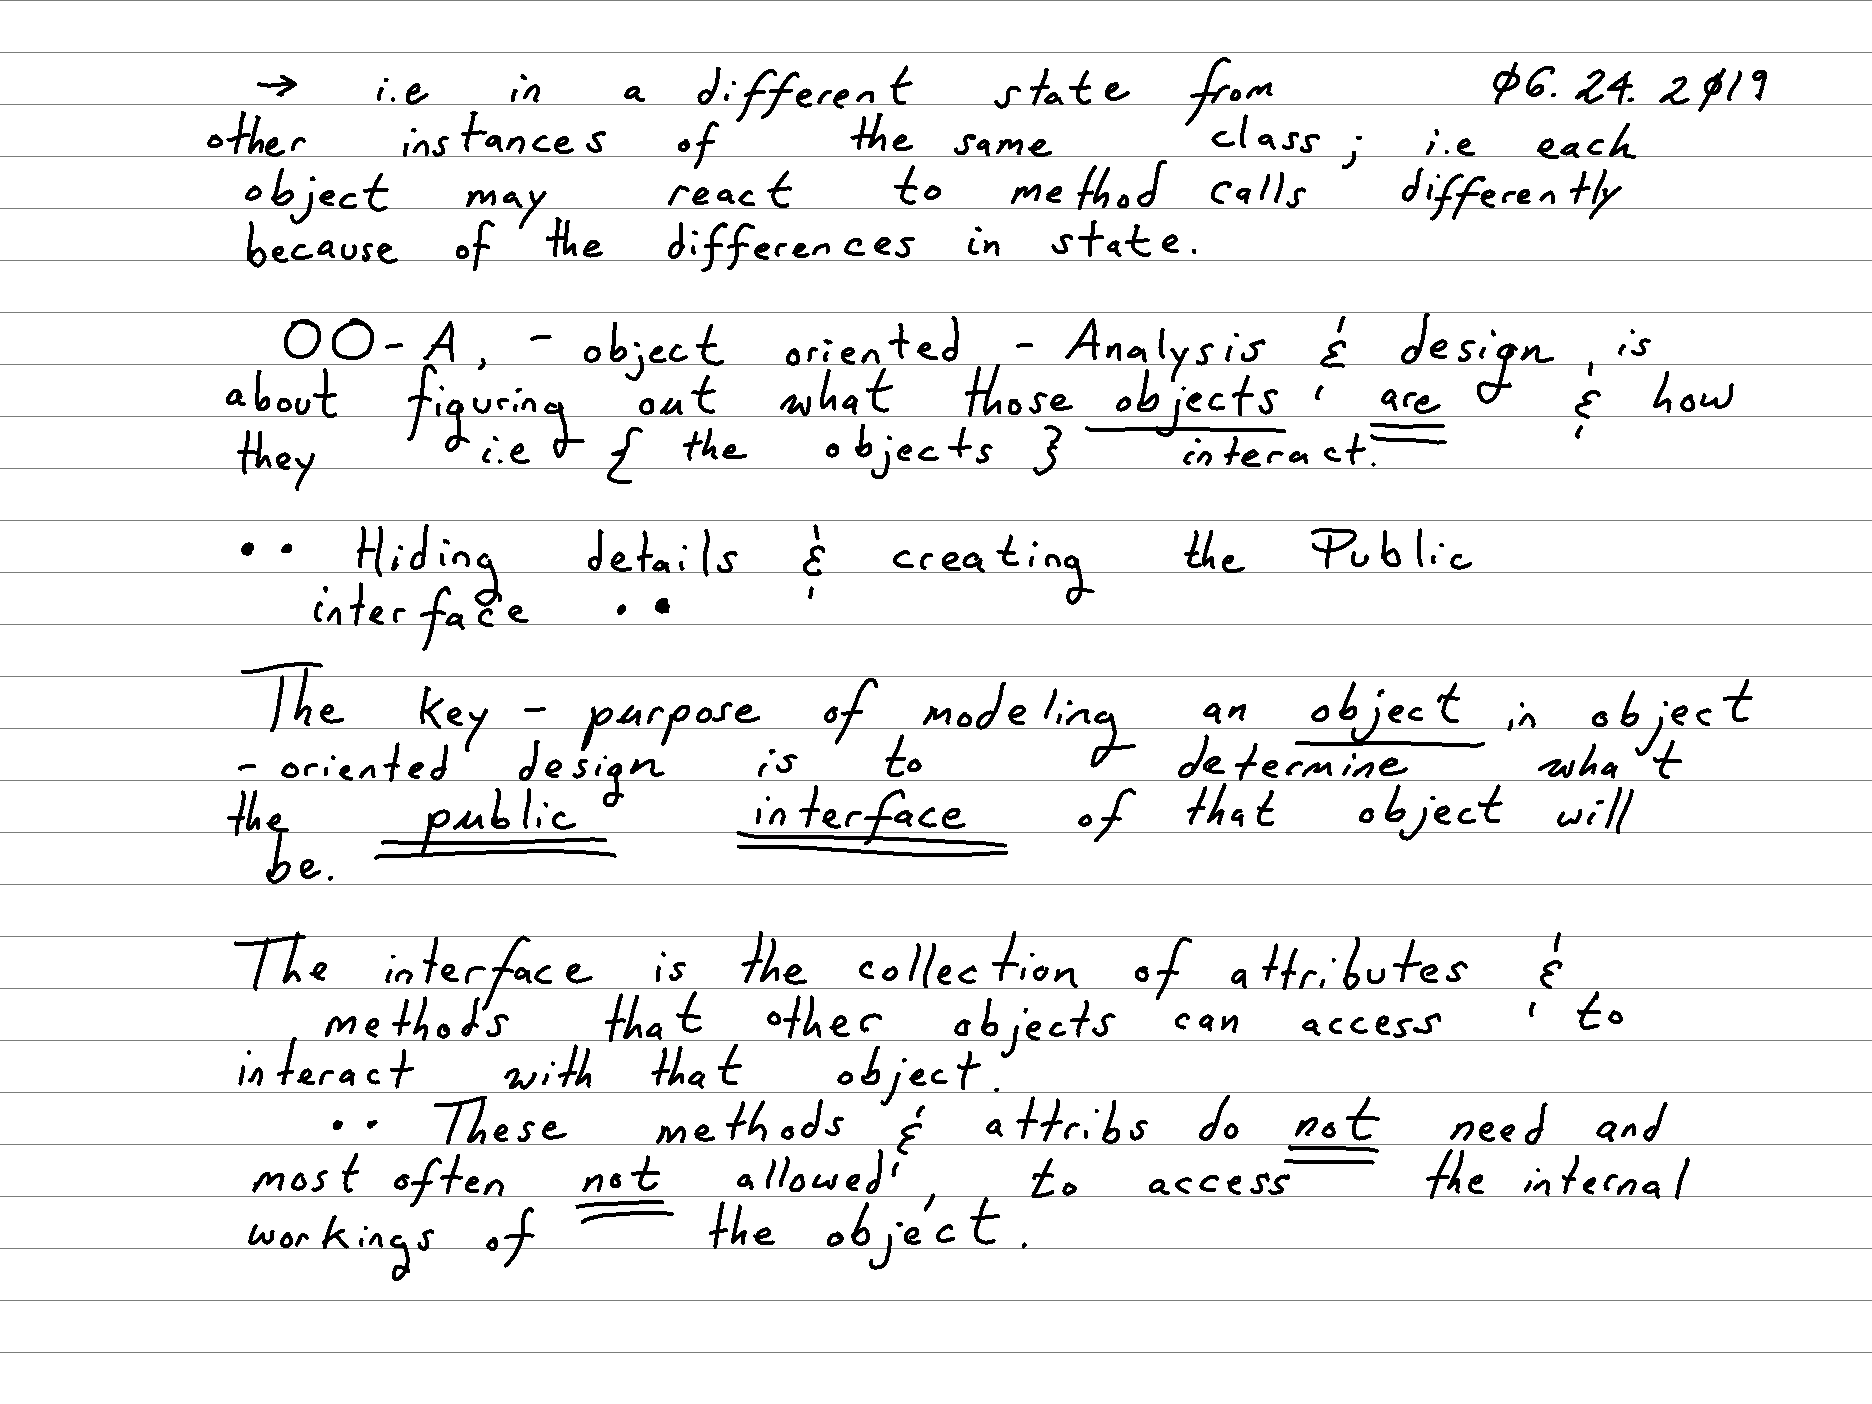 → i.e in a different state from ø6. 24. 2ø19
other instances of the same class; i.e each
object may react to method calls differently
because of the differences in state.
OO-A, - object oriented - Analysis & design, is
about figuring out what those objects are & how
they i.e { the objects } interact.
•• Hiding details & creating the Public
interface ••
The key - purpose of modeling an object in object
- oriented design is to determine what
the public interface of that object will
be.
The interface is the collection of attributes &
methods that other objects can access to
interact with that object.
•• These methods & attribs do not need and
most often not allowed, to access the internal
workings of the object.